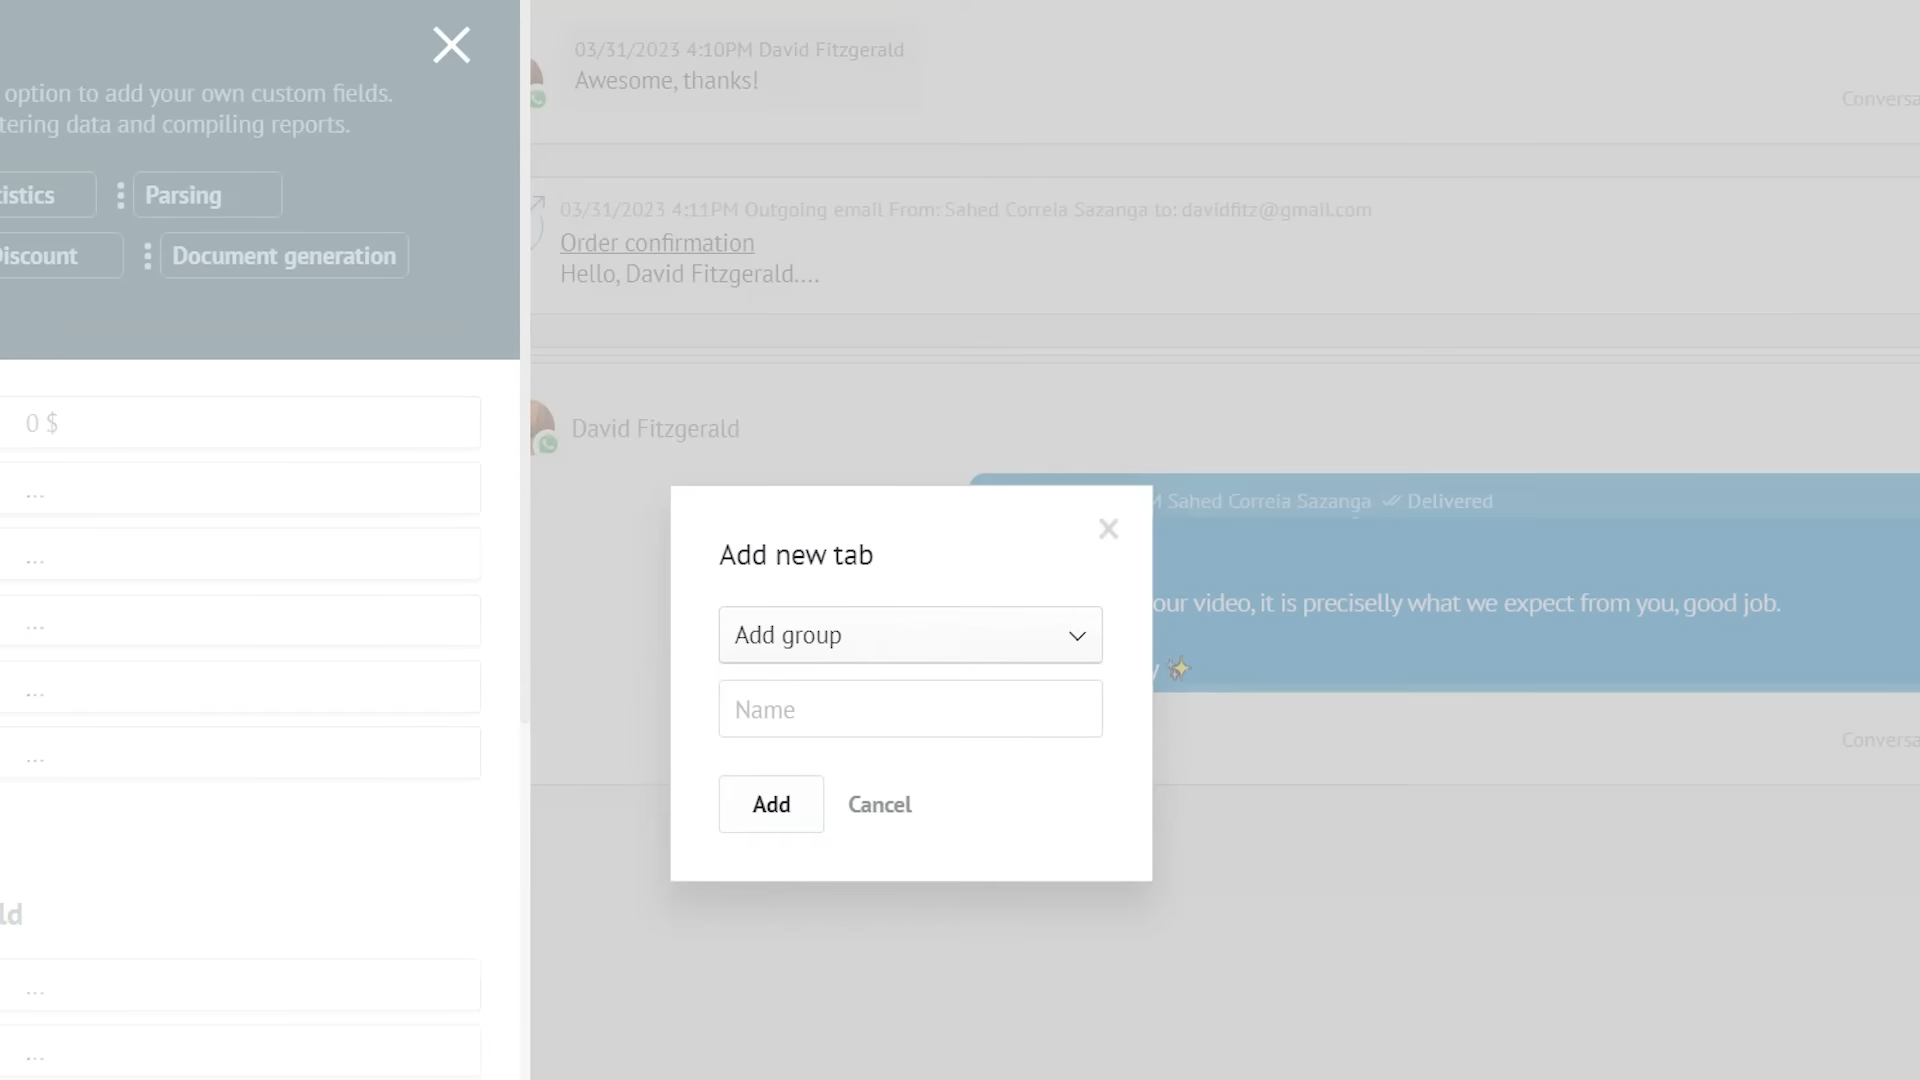 option to add your own custom fields.
tering data and compiling reports.
istics
Parsing
Discount
Document generation
0 $
...
...
...
...
...
ld
...
...
03/31/2023 4:10PM David Fitzgerald
Awesome, thanks!
Conversa
03/31/2023 4:11PM Outgoing email From: Sahed Correia Sazanga to: davidfitz@gmail.com
Order confirmation
Hello, David Fitzgerald....
David Fitzgerald
M Sahed Correia Sazanga Delivered
our video, it is preciselly what we expect from you, good job.
y ✨
Conversa
Add new tab
Add group
Name
Add Cancel